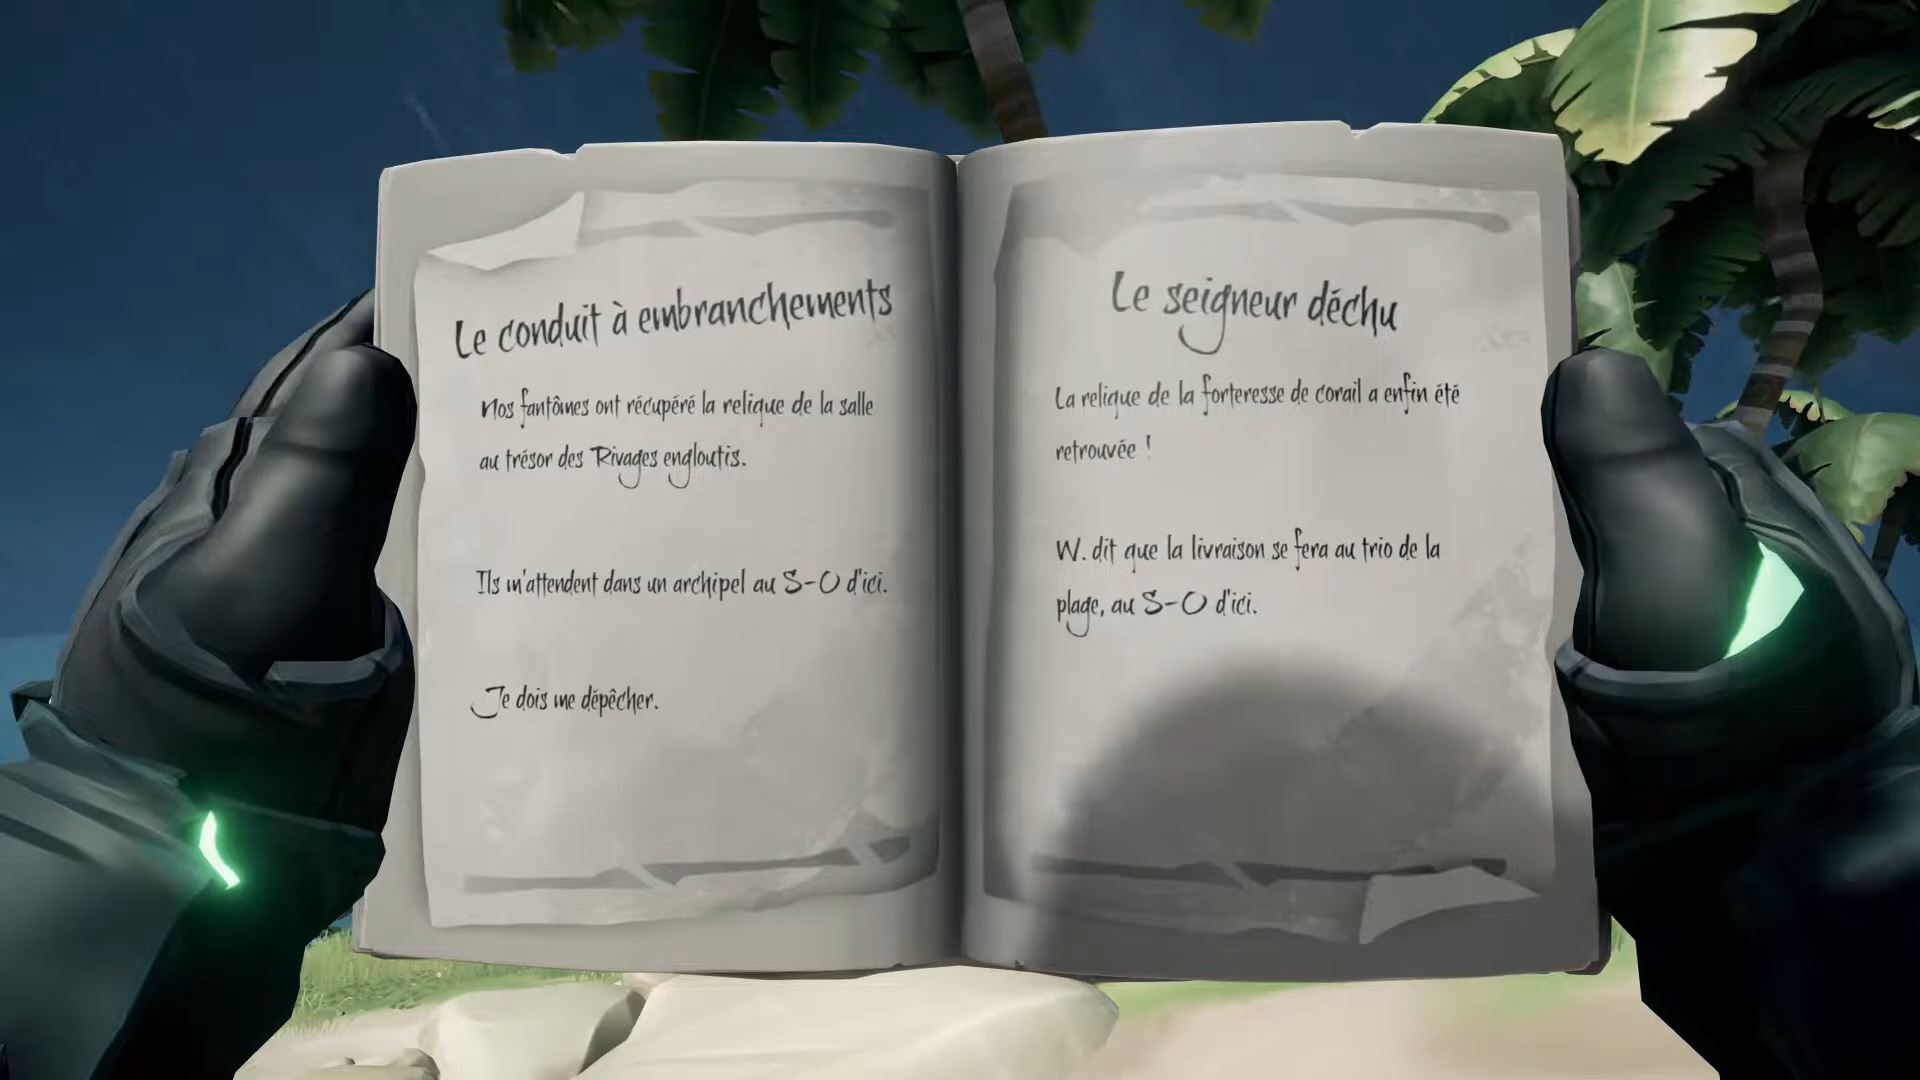 Le conduit à embranchements
Nos fantômes ont récupéré la relique de la salle
au trésor des Rivages engloutis.
Ils m'attendent dans un archipel au S-O d'ici.
Je dois me dépêcher.
Le seigneur déchu
La relique de la forteresse de corail a enfin été
retrouvée !
W. dit que la livraison se fera au trio de la
plage, au S-O d'ici.